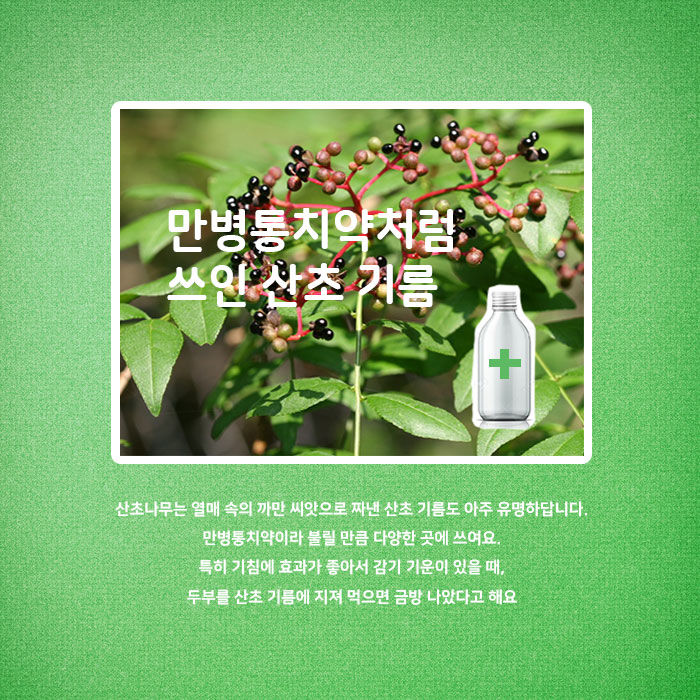 만병통치약처럼
쓰인 산초 기름
산초나무는 열매 속의 까만 씨앗으로 짜낸 산초 기름도 아주 유명하답니다.
만병통치약이라 불릴 만큼 다양한 곳에 쓰여요.
특히 기침에 효과가 좋아서 감기 기운이 있을 때,
두부를 산초 기름에 지져 먹으면 금방 나았다고 해요